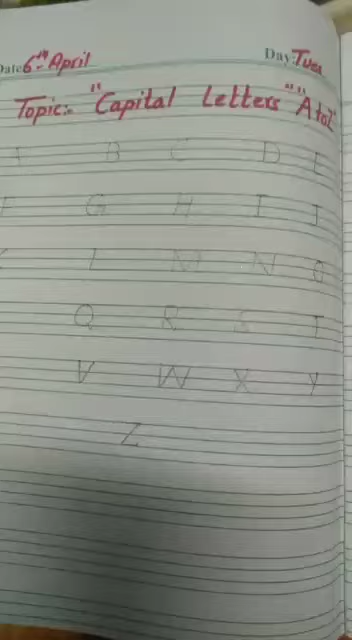 Date 6th April Day: Tues
Topic:- "Capital Letters" "A to Z"
A B C D E
F G H I J
K L M N O
Q R S T
V W X Y
Z